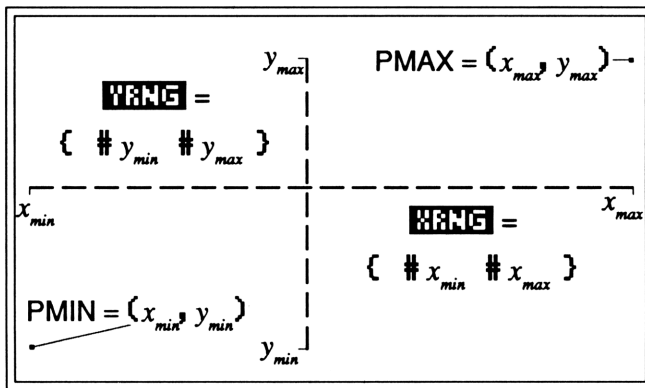 y_max PMAX = (x_max, y_max)
YRNG =
{ # y_min # y_max }
x_min x_max
XRNG =
{ # x_min # x_max }
PMIN = (x_min, y_min)
y_min